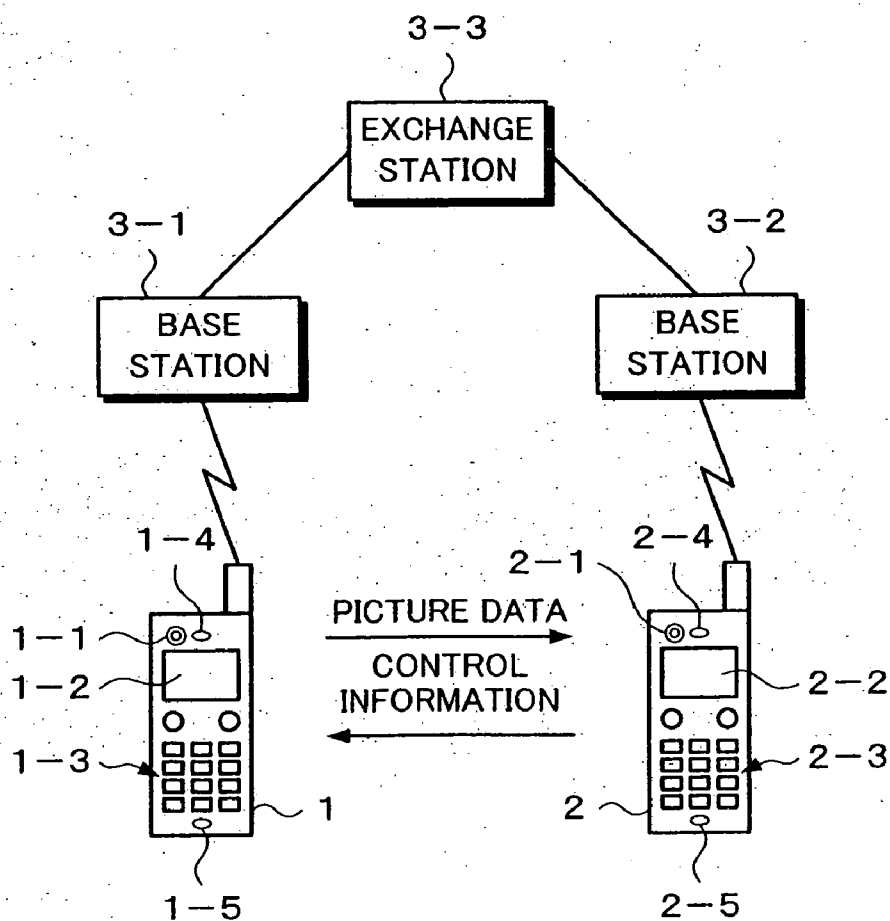 3-3
EXCHANGE
STATION
3-1
3-2
BASE
STATION
BASE
STATION
1-4
2-1
2-4
1-1
PICTURE DATA
1-2
CONTROL
INFORMATION
2-2
1-3
2-3
1
2
1-5
2-5